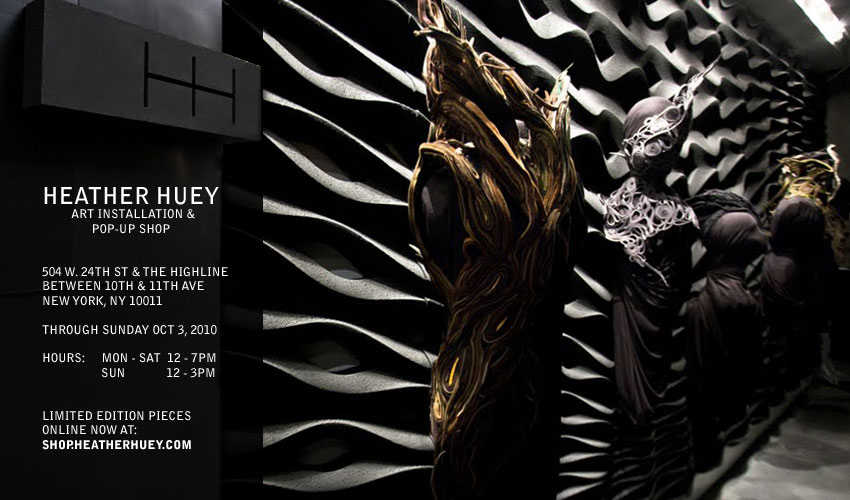 HH
HEATHER HUEY
ART INSTALLATION &
POP-UP SHOP
504 W. 24TH ST & THE HIGHLINE
BETWEEN 10TH & 11TH AVE
NEW YORK, NY 10011
THROUGH SUNDAY OCT 3, 2010
HOURS: MON - SAT 12 - 7PM
SUN 12 - 3PM
LIMITED EDITION PIECES
ONLINE NOW AT:
SHOP.HEATHERHUEY.COM